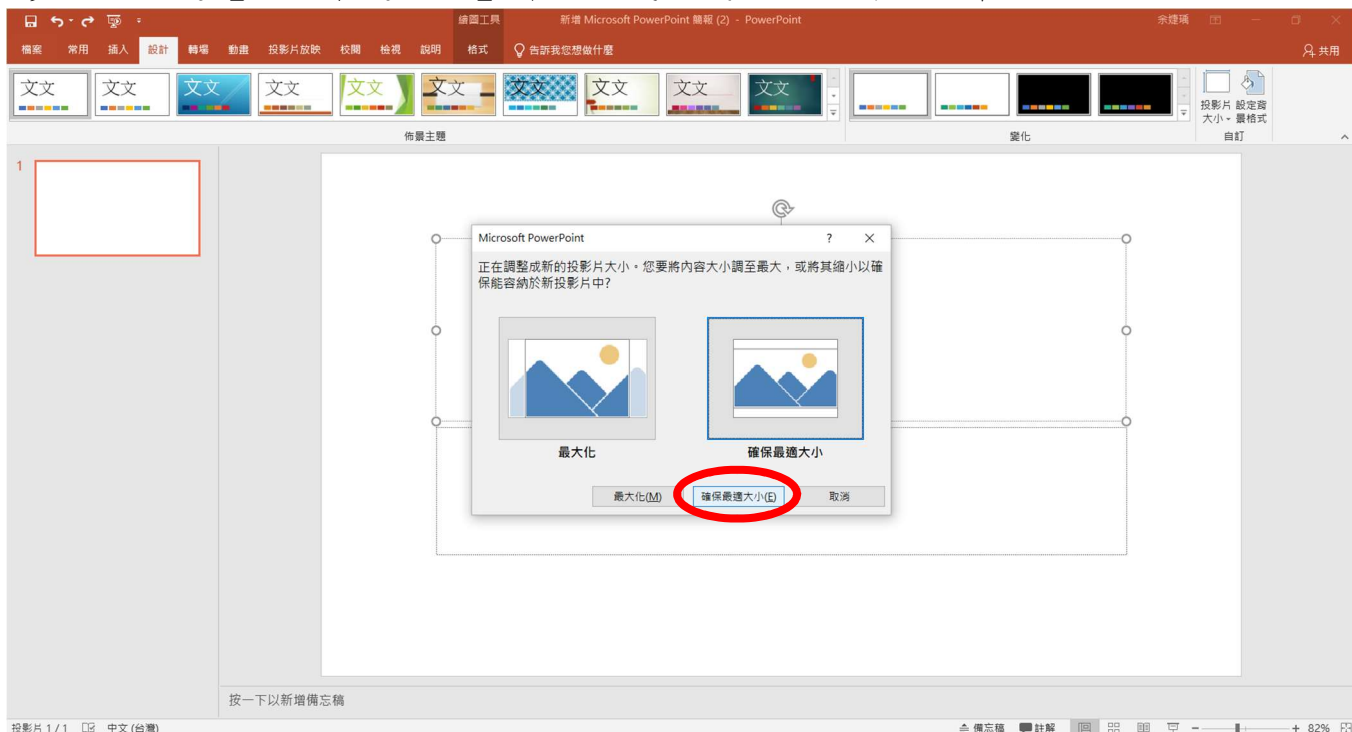 繪圖工具
新增 Microsoft PowerPoint 簡報 (2) - PowerPoint
檔案 常用 插入 設計 轉場 動畫 投影片放映 校閱 檢視 說明 格式 告訴我您想做什麼 共用
文文 文文 文文 文文 文文 文文 文文 文文 文文 文文
投影片 設定背
大小 景格式
佈景主題 變化 自訂
1
Microsoft PowerPoint ? ×
正在調整成新的投影片大小。您要將內容大小調至最大，或將其縮小以確
保能容納於新投影片中?
最大化 確保最適大小
最大化(M) 確保最適大小(E) 取消
按一下以新增備忘稿
投影片 1 / 1 中文 (台灣) 備忘稿 註解 82%